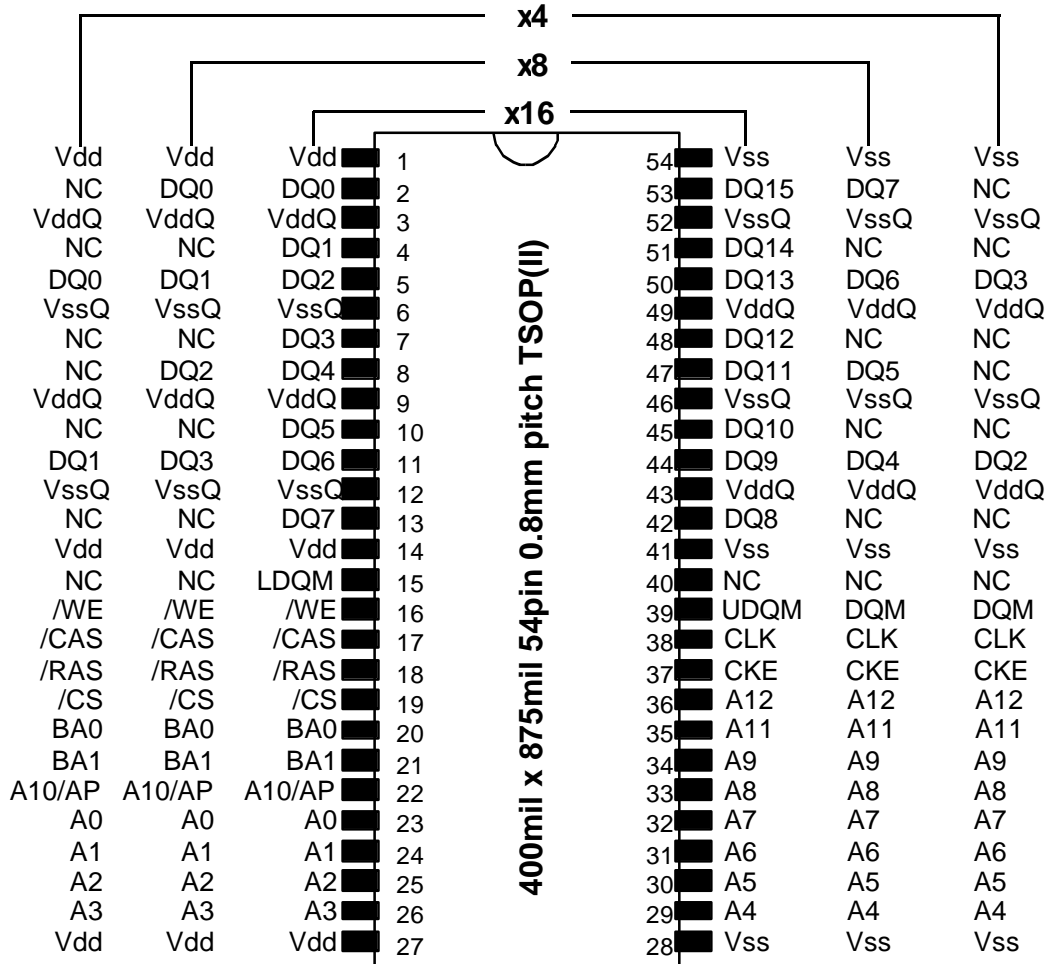 x4
x8
x16
Vdd Vdd Vdd 1 54 Vss Vss Vss
NC DQ0 DQ0 2 53 DQ15 DQ7 NC
VddQ VddQ VddQ 3 52 VssQ VssQ VssQ
NC NC DQ1 4 51 DQ14 NC NC
DQ0 DQ1 DQ2 5 50 DQ13 DQ6 DQ3
VssQ VssQ VssQ 6 49 VddQ VddQ VddQ
NC NC DQ3 7 48 DQ12 NC NC
NC DQ2 DQ4 8 47 DQ11 DQ5 NC
VddQ VddQ VddQ 9 46 VssQ VssQ VssQ
NC NC DQ5 10 45 DQ10 NC NC
DQ1 DQ3 DQ6 11 44 DQ9 DQ4 DQ2
VssQ VssQ VssQ 12 43 VddQ VddQ VddQ
NC NC DQ7 13 42 DQ8 NC NC
Vdd Vdd Vdd 14 41 Vss Vss Vss
NC NC LDQM 15 40 NC NC NC
/WE /WE /WE 16 39 UDQM DQM DQM
/CAS /CAS /CAS 17 38 CLK CLK CLK
/RAS /RAS /RAS 18 37 CKE CKE CKE
/CS /CS /CS 19 36 A12 A12 A12
BA0 BA0 BA0 20 35 A11 A11 A11
BA1 BA1 BA1 21 34 A9 A9 A9
A10/AP A10/AP A10/AP 22 33 A8 A8 A8
A0 A0 A0 23 32 A7 A7 A7
A1 A1 A1 24 31 A6 A6 A6
A2 A2 A2 25 30 A5 A5 A5
A3 A3 A3 26 29 A4 A4 A4
Vdd Vdd Vdd 27 28 Vss Vss Vss
400mil x 875mil 54pin 0.8mm pitch TSOP(II)